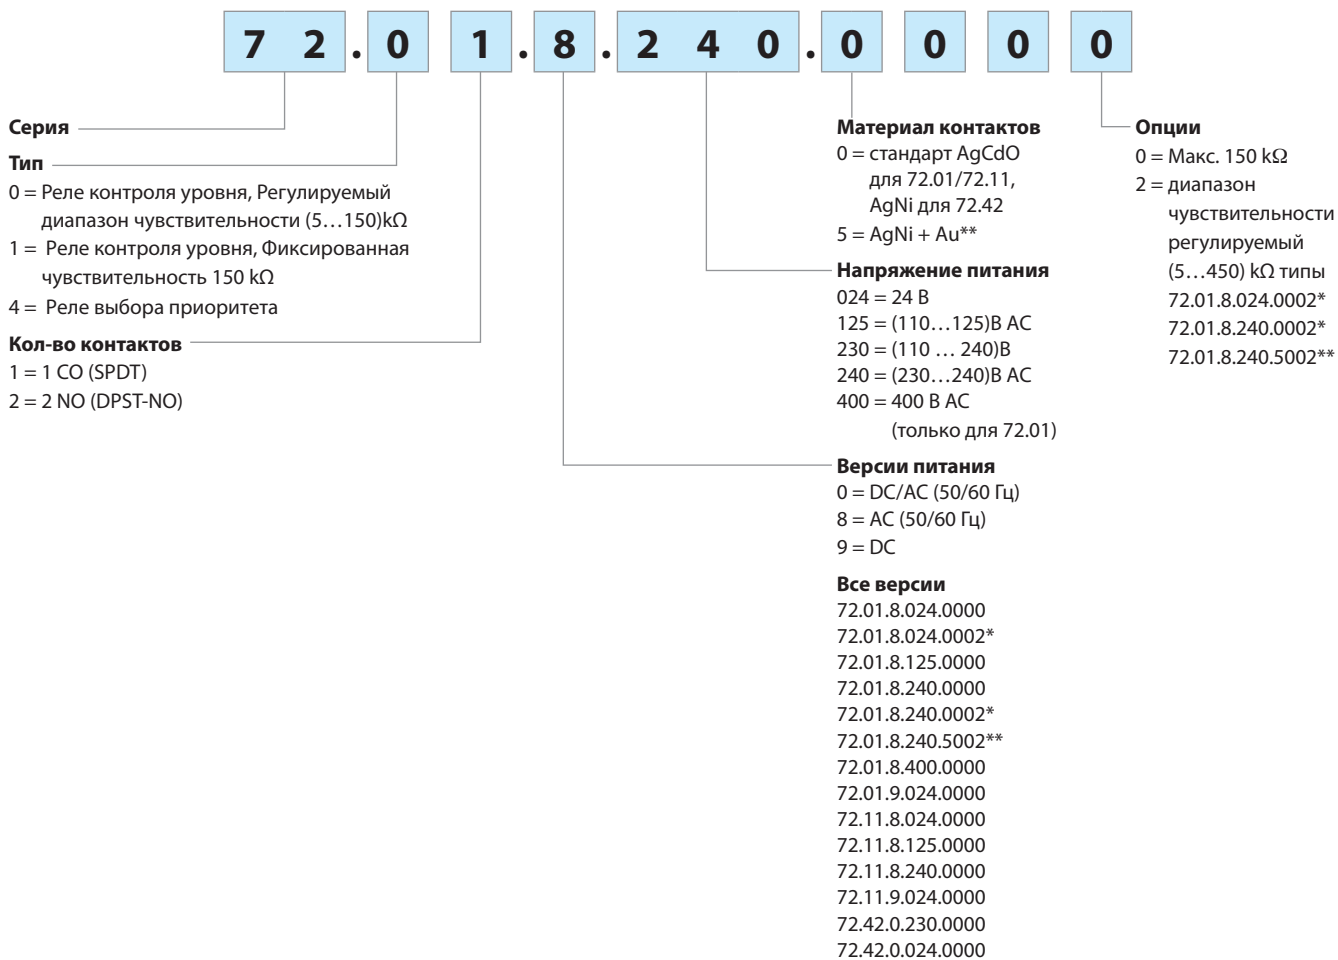 7 2 . 0 1 . 8 . 2 4 0 . 0 0 0 0
Серия
Тип
0 = Реле контроля уровня, Регулируемый
диапазон чувствительности (5…150)kΩ
1 = Реле контроля уровня, Фиксированная
чувствительность 150 kΩ
4 = Реле выбора приоритета
Кол-во контактов
1 = 1 CO (SPDT)
2 = 2 NO (DPST-NO)
Материал контактов
0 = стандарт AgCdO
для 72.01/72.11,
AgNi для 72.42
5 = AgNi + Au**
Напряжение питания
024 = 24 В
125 = (110…125)В AC
230 = (110 … 240)В
240 = (230…240)В AC
400 = 400 В AC
(только для 72.01)
Версии питания
0 = DC/AC (50/60 Гц)
8 = AC (50/60 Гц)
9 = DC
Все версии
72.01.8.024.0000
72.01.8.024.0002*
72.01.8.125.0000
72.01.8.240.0000
72.01.8.240.0002*
72.01.8.240.5002**
72.01.8.400.0000
72.01.9.024.0000
72.11.8.024.0000
72.11.8.125.0000
72.11.8.240.0000
72.11.9.024.0000
72.42.0.230.0000
72.42.0.024.0000
Опции
0 = Макс. 150 kΩ
2 = диапазон
чувствительности
регулируемый
(5…450) kΩ типы
72.01.8.024.0002*
72.01.8.240.0002*
72.01.8.240.5002**